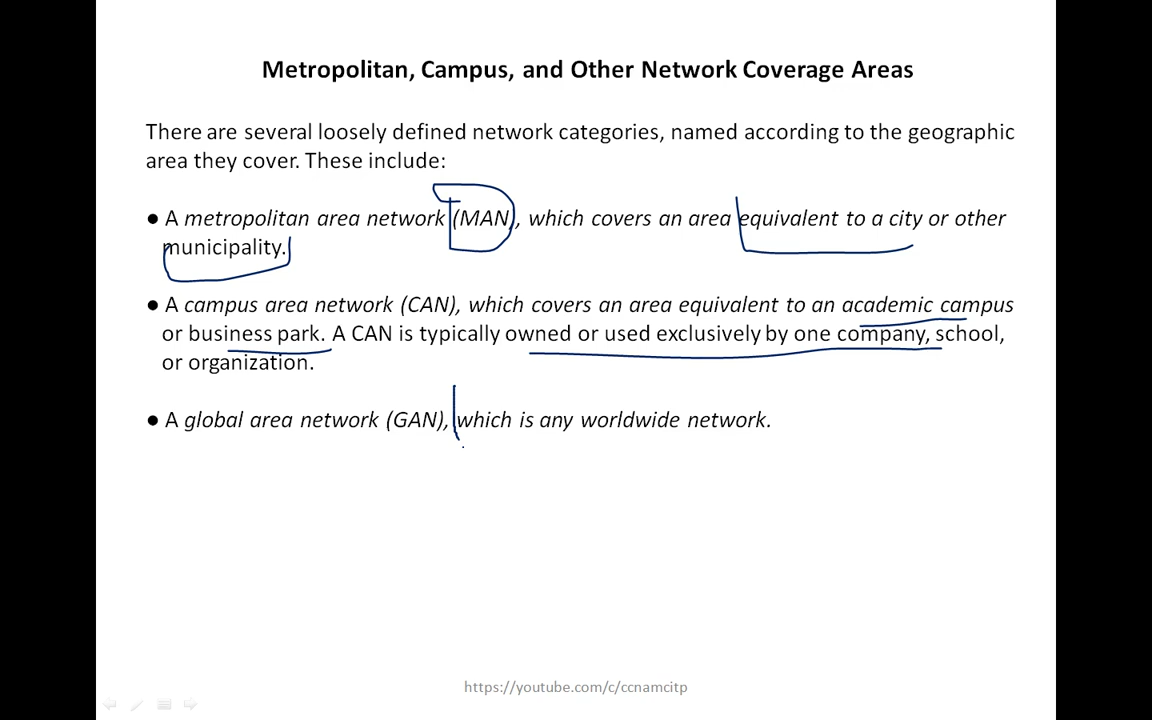 Metropolitan, Campus, and Other Network Coverage Areas
There are several loosely defined network categories, named according to the geographic
area they cover. These include:
● A metropolitan area network (MAN), which covers an area equivalent to a city or other
municipality.
● A campus area network (CAN), which covers an area equivalent to an academic campus
or business park. A CAN is typically owned or used exclusively by one company, school,
or organization.
● A global area network (GAN), which is any worldwide network.
https://youtube.com/c/ccnamcitp